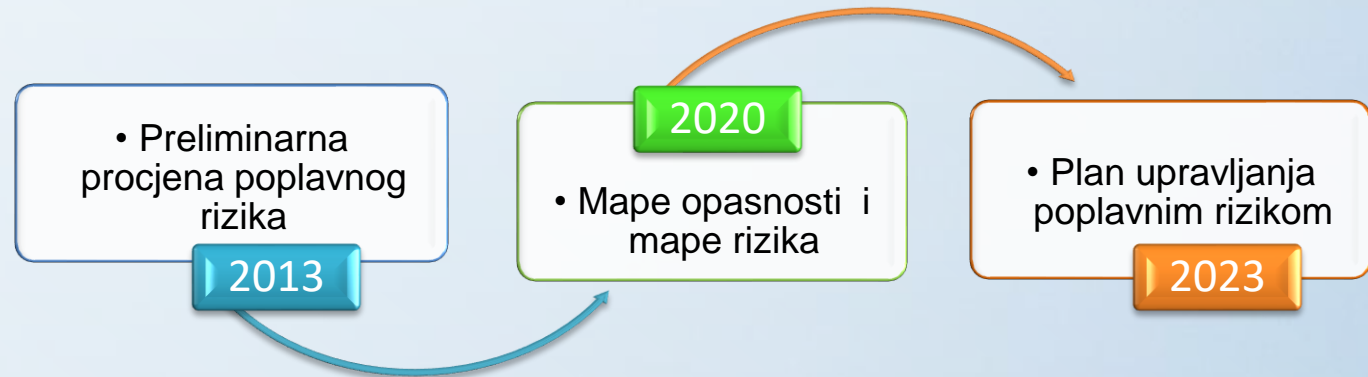 • Preliminarna
procjena poplavnog
rizika
2013
2020
• Mape opasnosti i
mape rizika
• Plan upravljanja
poplavnim rizikom
2023